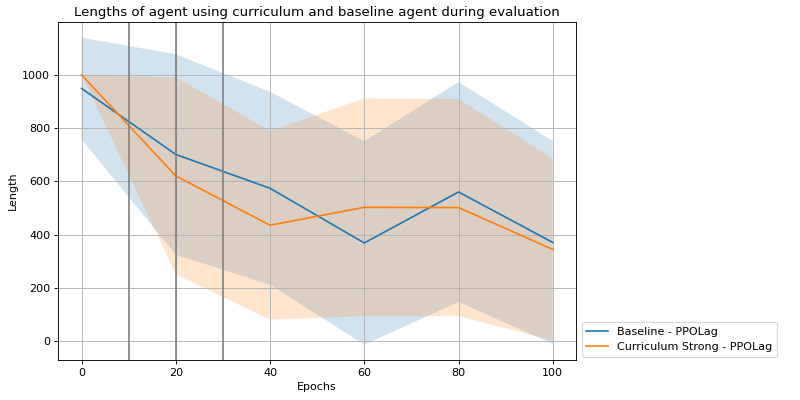 Lengths of agent using curriculum and baseline agent during evaluation
Length
1000
800
600
400
200
0
0 20 40 60 80 100
Epochs
Baseline - PPOLag
Curriculum Strong - PPOLag